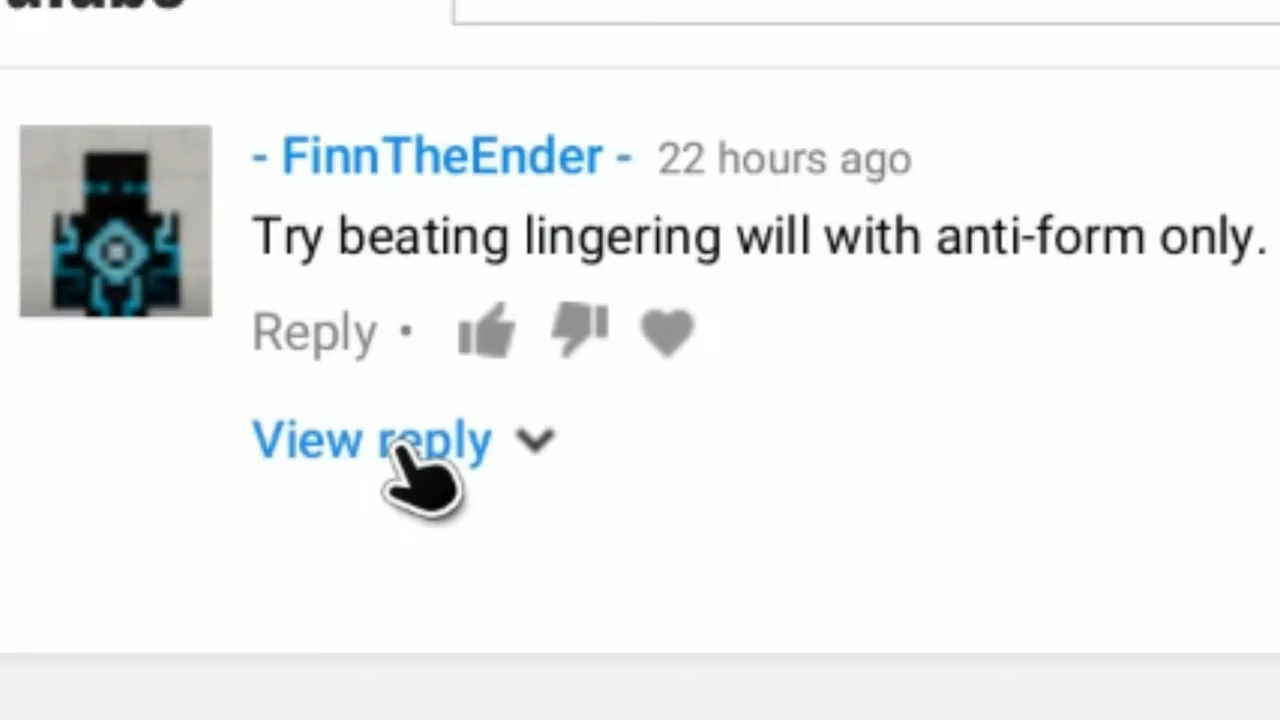 - FinnTheEnder - 22 hours ago
Try beating lingering will with anti-form only.
Reply •
View reply